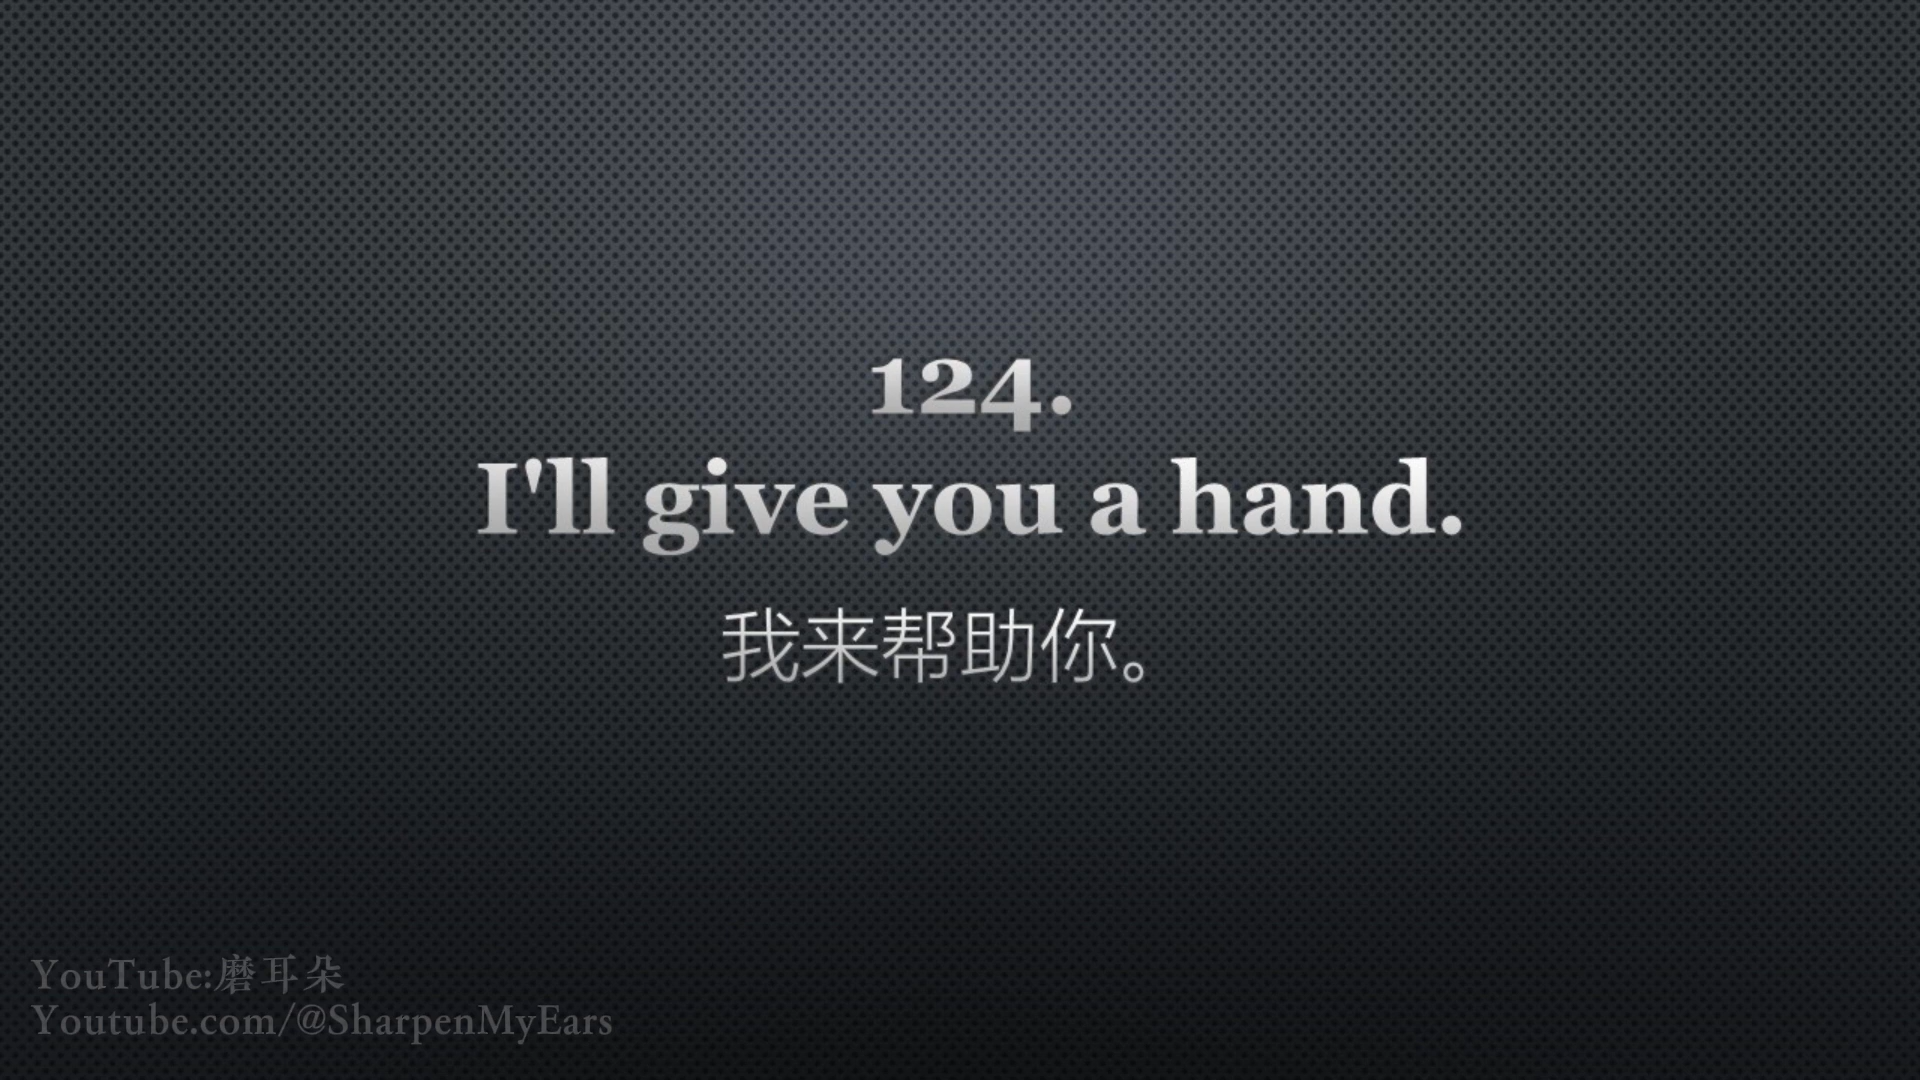 124.
I'll give you a hand.
我来帮助你。
YouTube:磨耳朵
Youtube.com/@SharpenMyEars